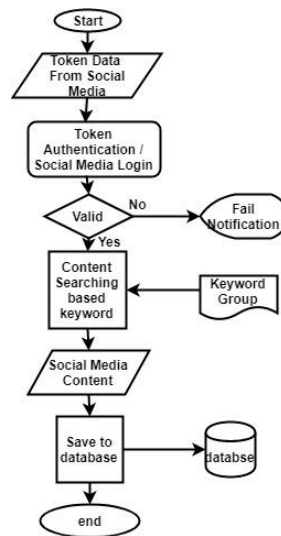 Start
Token Data
From Social
Media
Token
Authentication /
Social Media Login
Valid
No
Fail
Notification
Yes
Content
Searching
based
keyword
Keyword
Group
Social Media
Content
Save to
database
databse
end